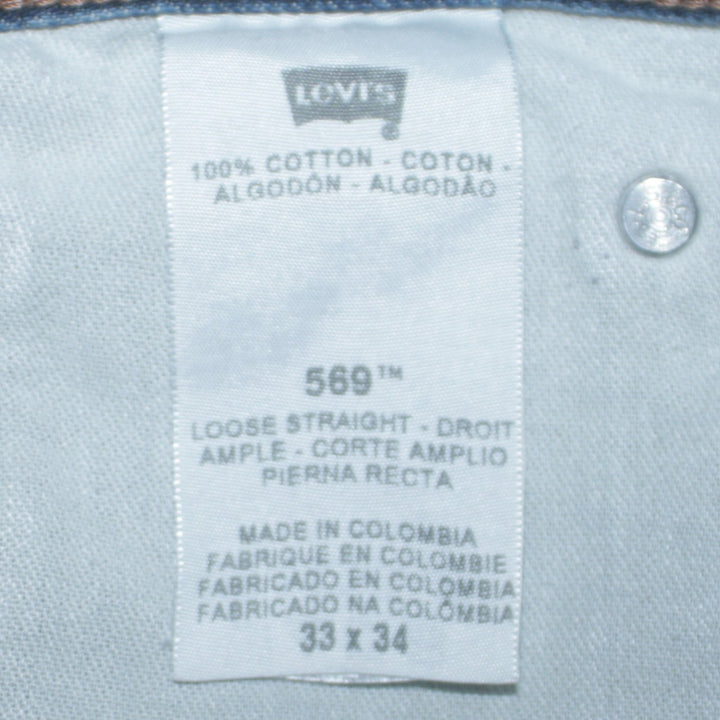 LEVI'S
100% COTTON - COTON -
ALGODÓN - ALGODÃO
569™
LOOSE STRAIGHT - DROIT
AMPLE - CORTE AMPLIO
PIERNA RECTA
MADE IN COLOMBIA
FABRIQUE EN COLOMBIE
FABRICADO EN COLOMBIA
FABRICADO NA COLÔMBIA
33 x 34